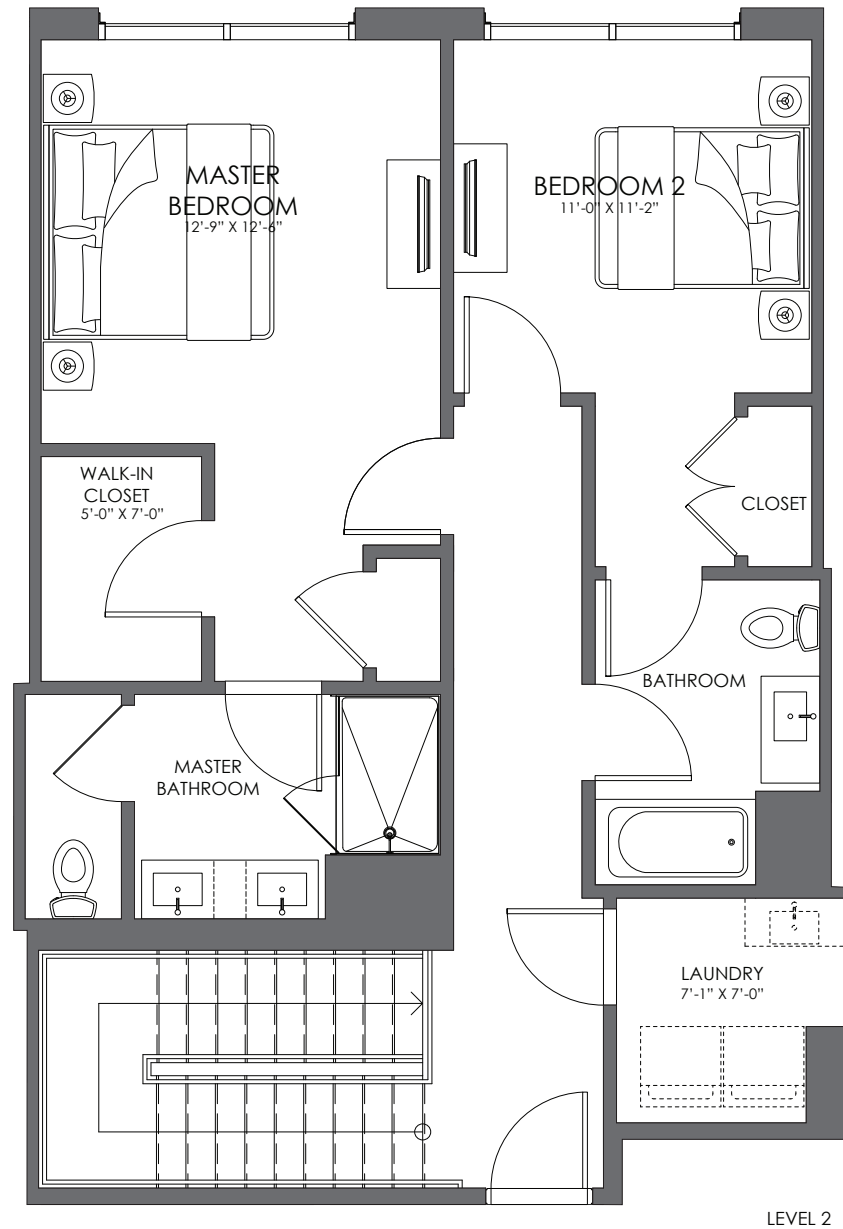 MASTER
BEDROOM
12'-9" X 12'-6"
BEDROOM 2
11'-0" X 11'-2"
WALK-IN
CLOSET
5'-0" X 7'-0"
CLOSET
BATHROOM
MASTER
BATHROOM
LAUNDRY
7'-1" X 7'-0"
LEVEL 2